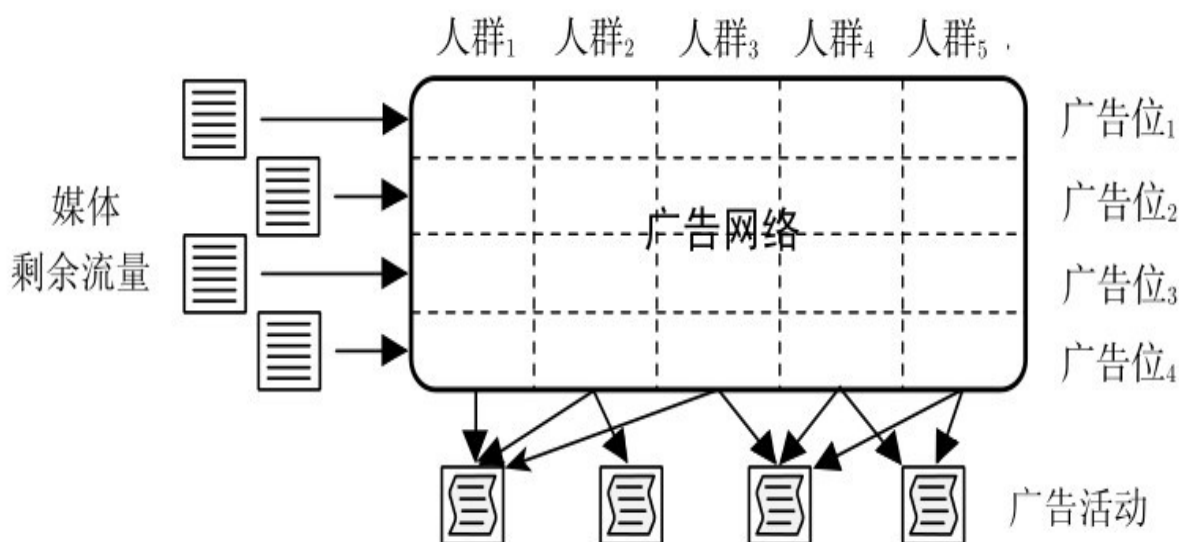 人群₁ 人群₂ 人群₃ 人群₄ 人群₅
广告位₁
广告位₂
媒体
广告网络
剩余流量
广告位₃
广告位₄
广告活动